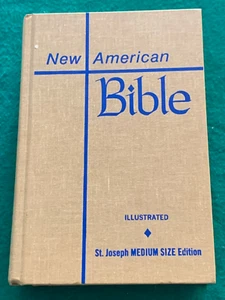 New American
Bible
ILLUSTRATED
St. Joseph MEDIUM SIZE Edition